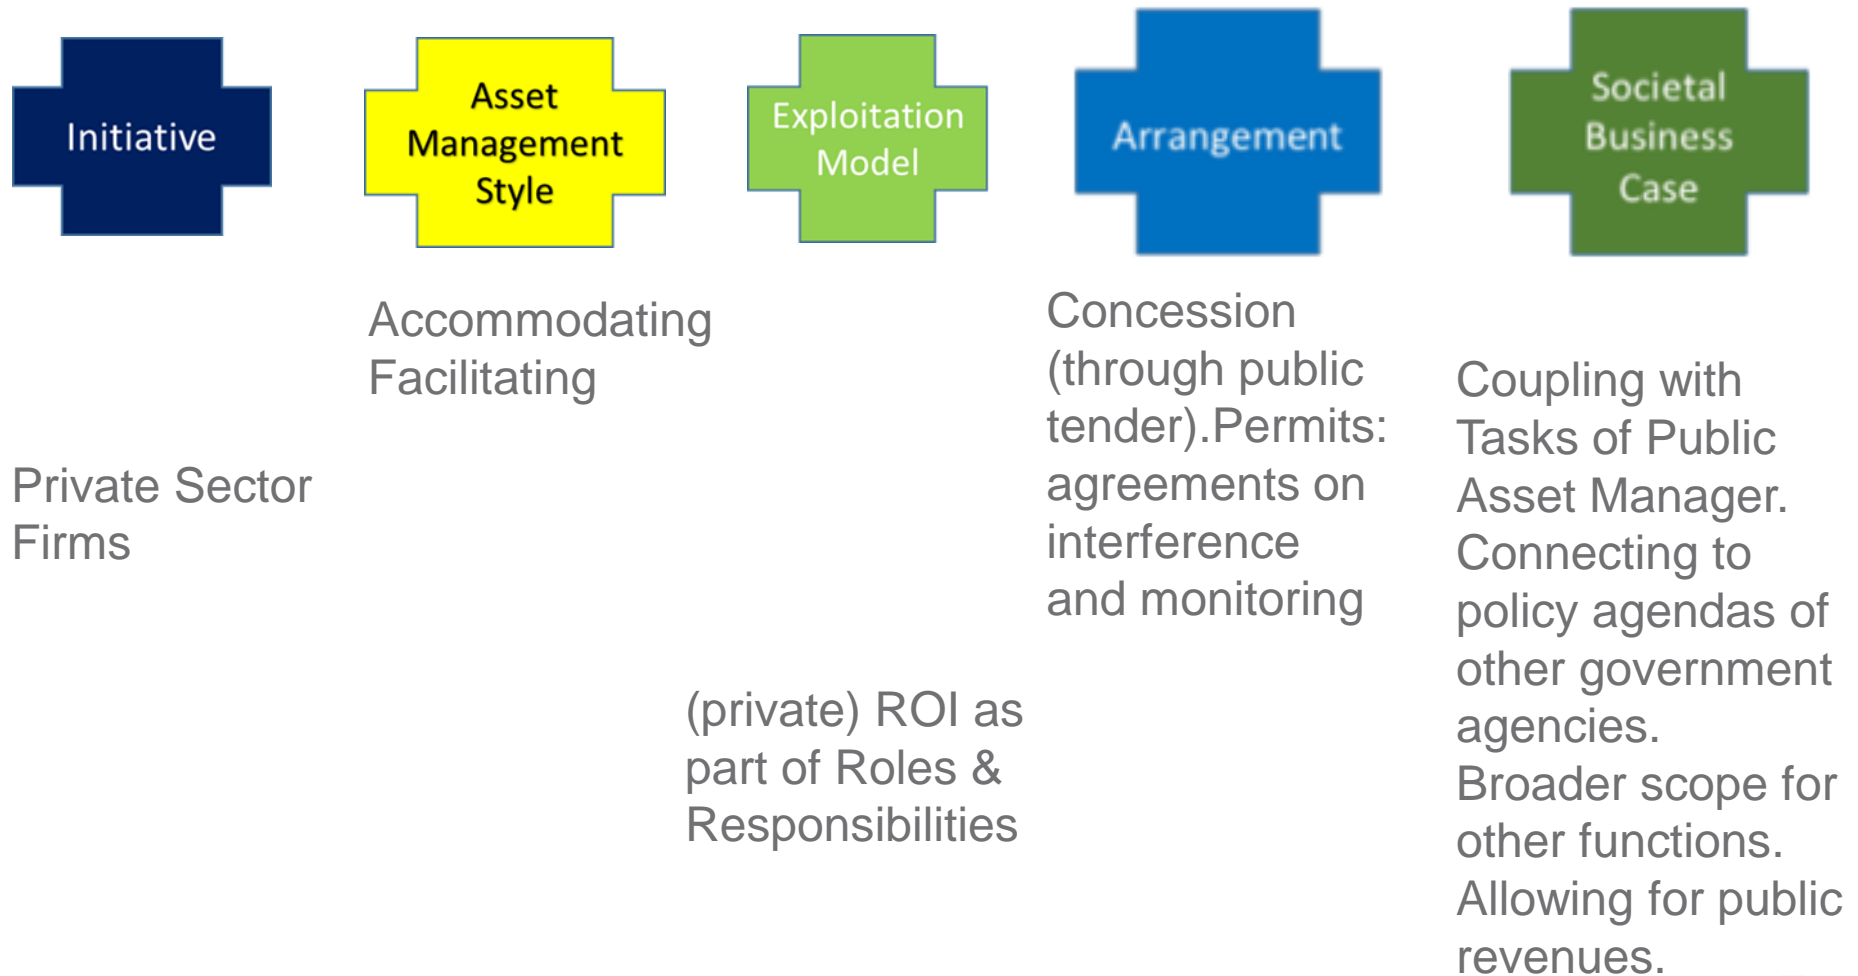 Initiative
Asset
Management
Style
Exploitation
Model
Arrangement
Societal
Business
Case
Private Sector
Firms
Accommodating
Facilitating
(private) ROI as
part of Roles &
Responsibilities
Concession
(through public
tender).Permits:
agreements on
interference
and monitoring
Coupling with
Tasks of Public
Asset Manager.
Connecting to
policy agendas of
other government
agencies.
Broader scope for
other functions.
Allowing for public
revenues.